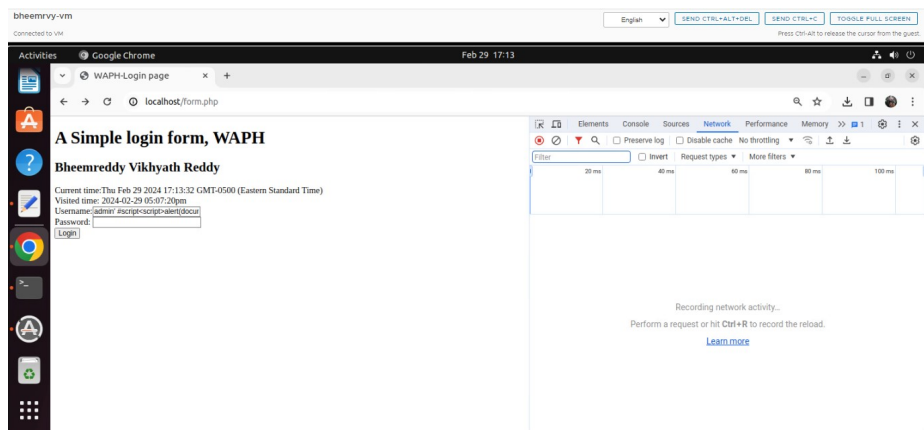 bheemrvy-vm
English SEND CTRL+ALT+DEL SEND CTRL+C TOGGLE FULL SCREEN
Connected to VM Press Ctrl-Alt to release the cursor from the guest.
Activities Google Chrome Feb 29 17:13
WAPH-Login page
localhost/form.php
Elements Console Sources Network Performance Memory 1
Preserve log Disable cache No throttling
Filter Invert Request types More filters
20 ms 40 ms 60 ms 80 ms 100 ms
A Simple login form, WAPH
Bheemreddy Vikhyath Reddy
Current time:Thu Feb 29 2024 17:13:32 GMT-0500 (Eastern Standard Time)
Visited time: 2024-02-29 05:07:20pm
Username: admin' #script<script>alert(docur
Password:
Login
Recording network activity...
Perform a request or hit Ctrl+R to record the reload.
Learn more